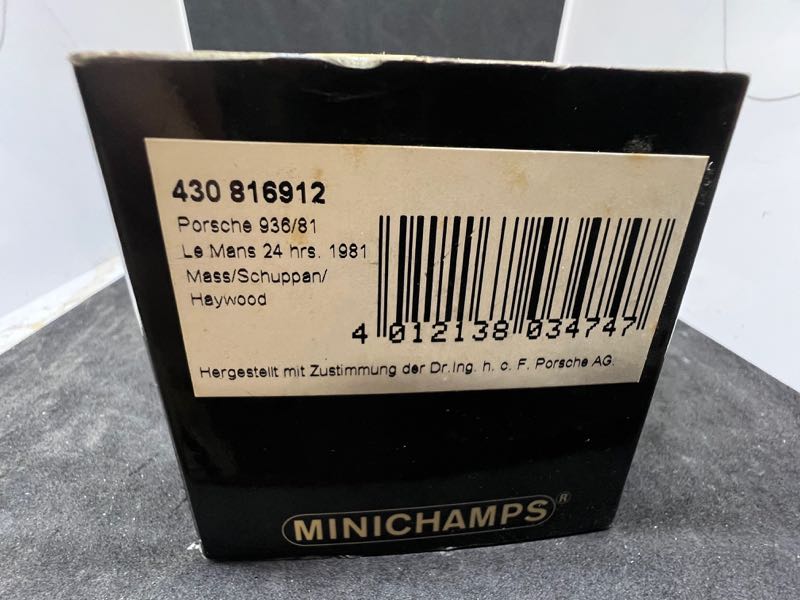 430 816912
Porsche 936/81
Le Mans 24 hrs. 1981
Mass/Schuppan/
Haywood
4 012138 034747
Hergestellt mit Zustimmung der Dr.Ing. h. c. F. Porsche AG.
MINICHAMPS®